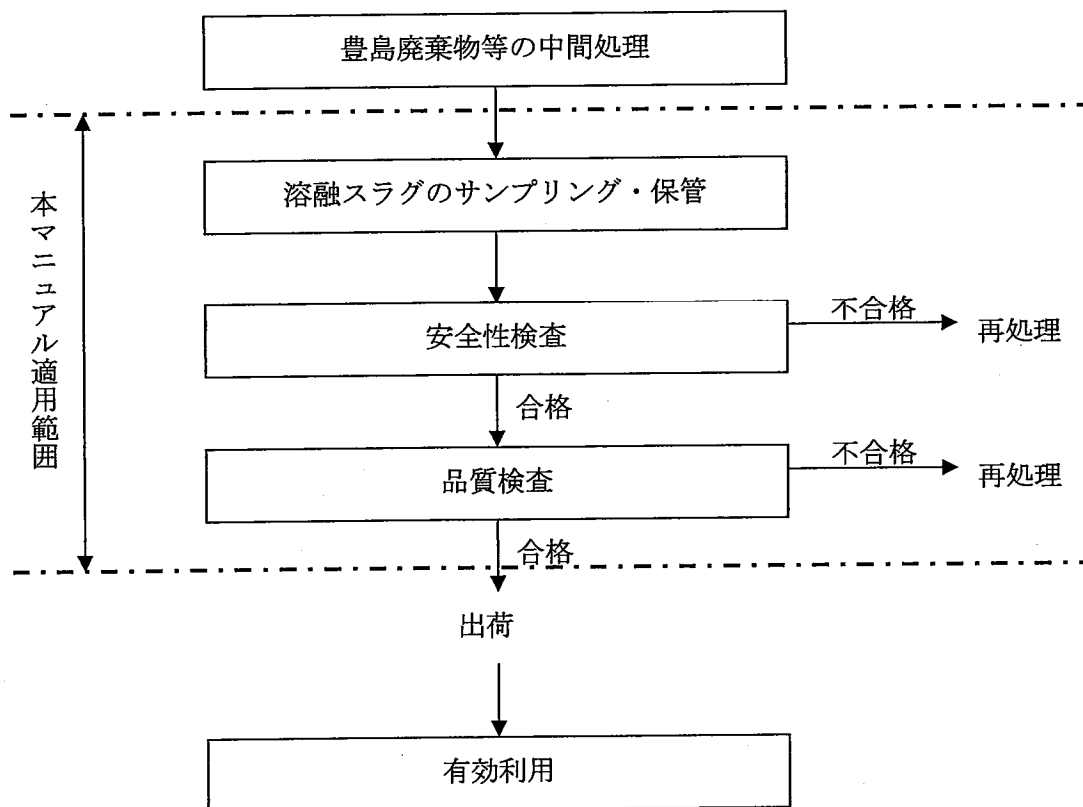 豊島廃棄物等の中間処理
溶融スラグのサンプリング・保管
本マニュアル適用範囲
安全性検査
不合格
再処理
合格
品質検査
不合格
再処理
合格
出荷
有効利用